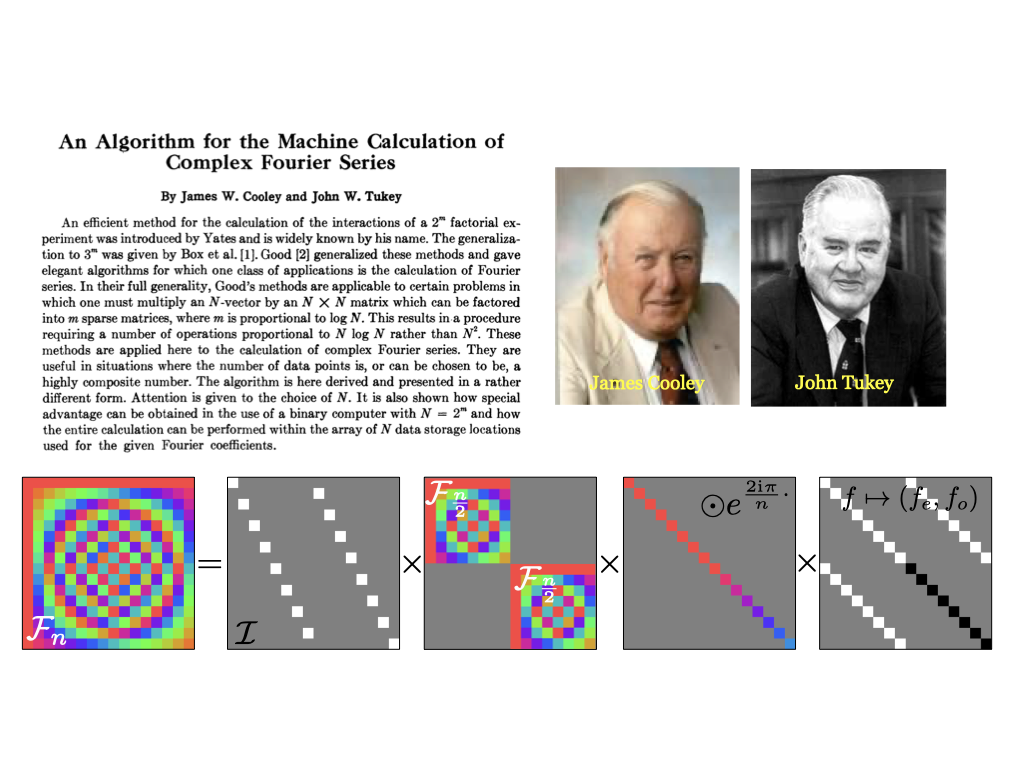 An Algorithm for the Machine Calculation of
Complex Fourier Series
By James W. Cooley and John W. Tukey
An efficient method for the calculation of the interactions of a 2^m factorial ex-
periment was introduced by Yates and is widely known by his name. The generaliza-
tion to 3^m was given by Box et al. [1]. Good [2] generalized these methods and gave
elegant algorithms for which one class of applications is the calculation of Fourier
series. In their full generality, Good's methods are applicable to certain problems in
which one must multiply an N-vector by an N × N matrix which can be factored
into m sparse matrices, where m is proportional to log N. This results in a procedure
requiring a number of operations proportional to N log N rather than N^2. These
methods are applied here to the calculation of complex Fourier series. They are
useful in situations where the number of data points is, or can be chosen to be, a
highly composite number. The algorithm is here derived and presented in a rather
different form. Attention is given to the choice of N. It is also shown how special
advantage can be obtained in the use of a binary computer with N = 2^m and how
the entire calculation can be performed within the array of N data storage locations
used for the given Fourier coefficients.
James Cooley
John Tukey
ℱ_n
=
ℐ
×
ℱ_{n/2}
ℱ_{n/2}
×
⊙e^{2iπ/n ·}
×
f ↦ (f_e, f_o)